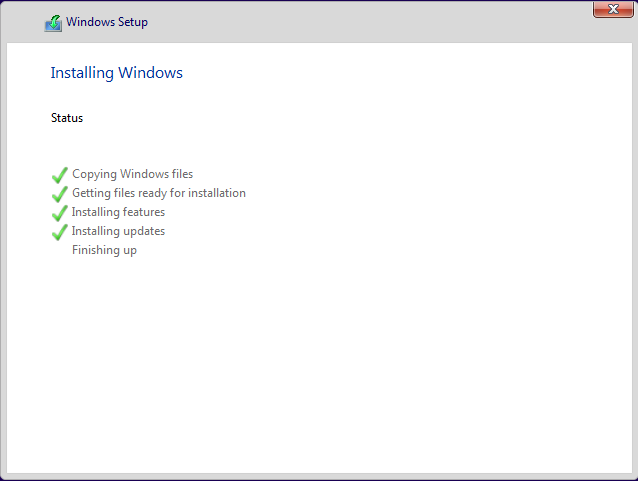 Windows Setup
Installing Windows
Status
Copying Windows files
Getting files ready for installation
Installing features
Installing updates
Finishing up